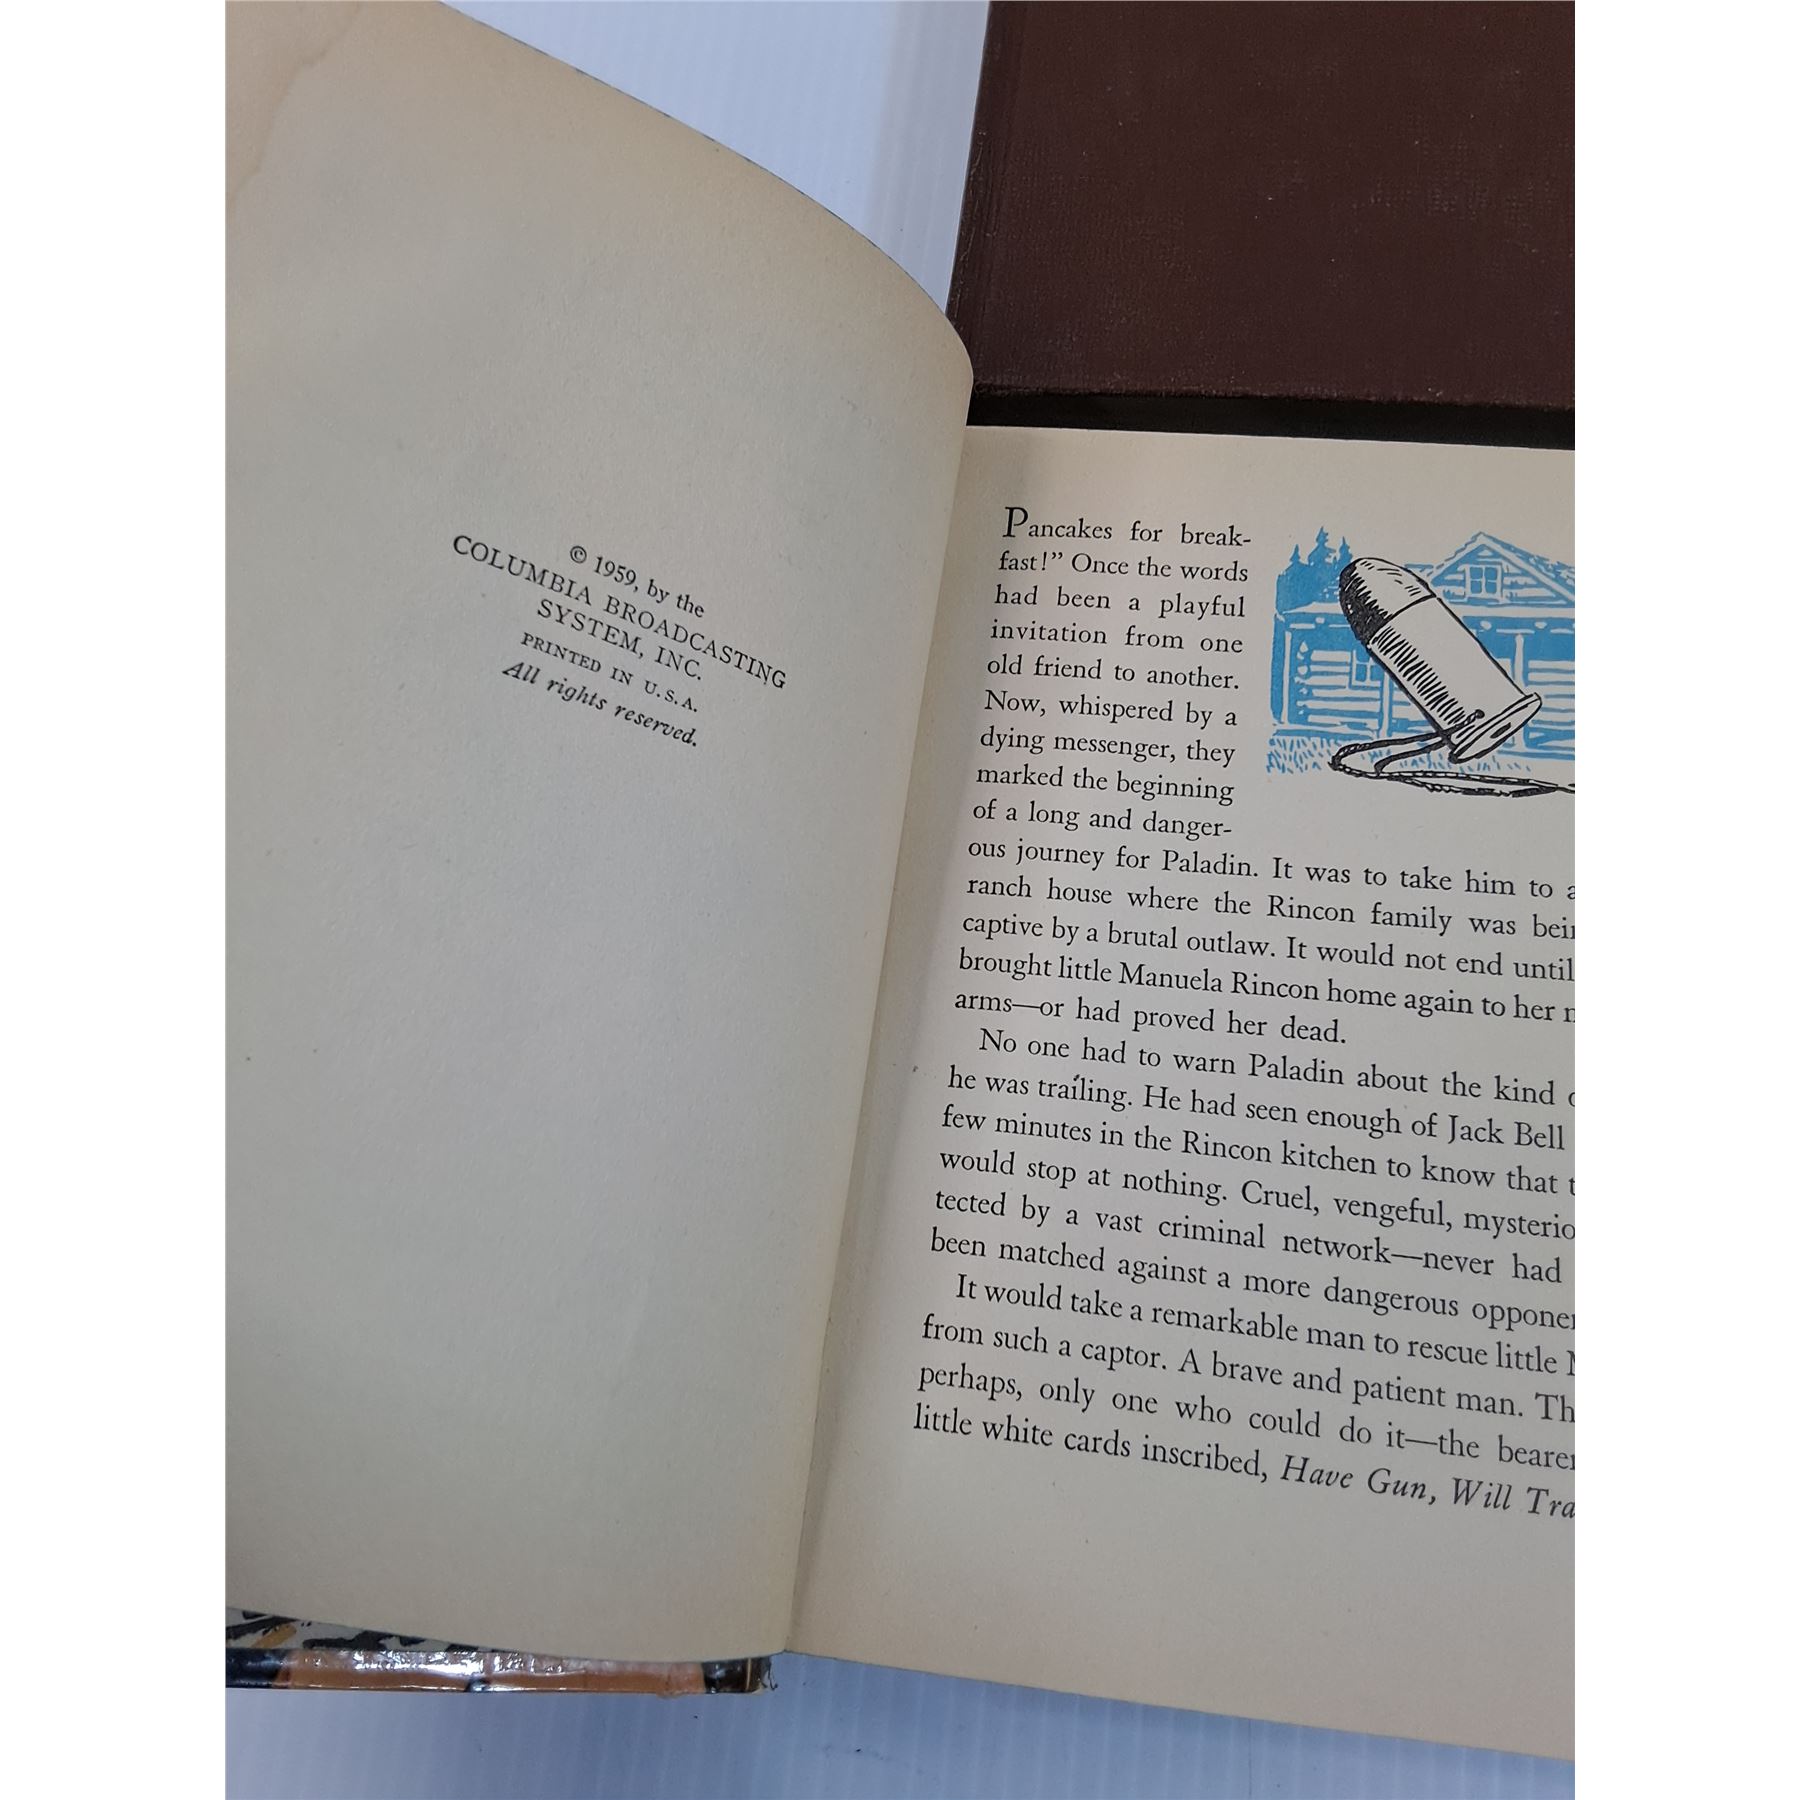 © 1959, by the
COLUMBIA BROADCASTING
SYSTEM, INC.
PRINTED IN U.S.A.
All rights reserved.
Pancakes for break-
fast!” Once the words
had been a playful
invitation from one
old friend to another.
Now, whispered by a
dying messenger, they
marked the beginning
of a long and danger-
ous journey for Paladin. It was to take him to a
ranch house where the Rincon family was
captive by a brutal outlaw. It would not end until
brought little Manuela Rincon home again to her
arms—or had proved her dead.
No one had to warn Paladin about the kind
he was trailing. He had seen enough of Jack Bell
few minutes in the Rincon kitchen to know that
would stop at nothing. Cruel, vengeful,
tected by a vast criminal network—never had
been matched against a more dangerous
It would take a remarkable man to rescue little
from such a captor. A brave and patient man.
perhaps, only one who could do it—the
little white cards inscribed, Have Gun, Will